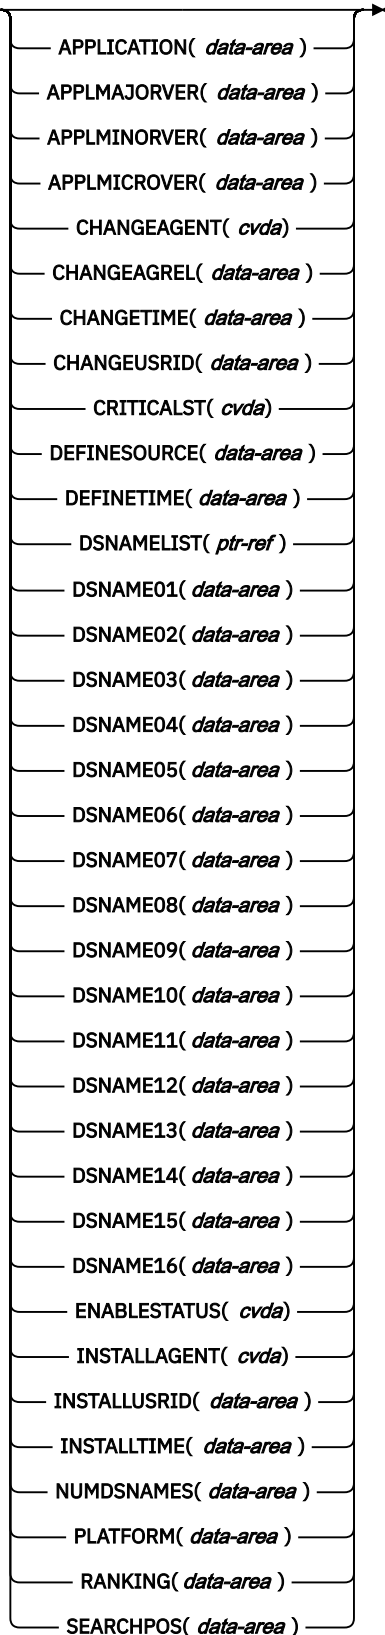 APPLICATION( data-area )
APPLMAJORVER( data-area )
APPLMINORVER( data-area )
APPLMICROVER( data-area )
CHANGEAGENT( cvda)
CHANGEAGREL( data-area )
CHANGETIME( data-area )
CHANGEUSRID( data-area )
CRITICALST( cvda)
DEFINESOURCE( data-area )
DEFINETIME( data-area )
DSNAMELIST( ptr-ref )
DSNAME01( data-area )
DSNAME02( data-area )
DSNAME03( data-area )
DSNAME04( data-area )
DSNAME05( data-area )
DSNAME06( data-area )
DSNAME07( data-area )
DSNAME08( data-area )
DSNAME09( data-area )
DSNAME10( data-area )
DSNAME11( data-area )
DSNAME12( data-area )
DSNAME13( data-area )
DSNAME14( data-area )
DSNAME15( data-area )
DSNAME16( data-area )
ENABLESTATUS( cvda)
INSTALLAGENT( cvda)
INSTALLUSRID( data-area )
INSTALLTIME( data-area )
NUMDSNAMES( data-area )
PLATFORM( data-area )
RANKING( data-area )
SEARCHPOS( data-area )